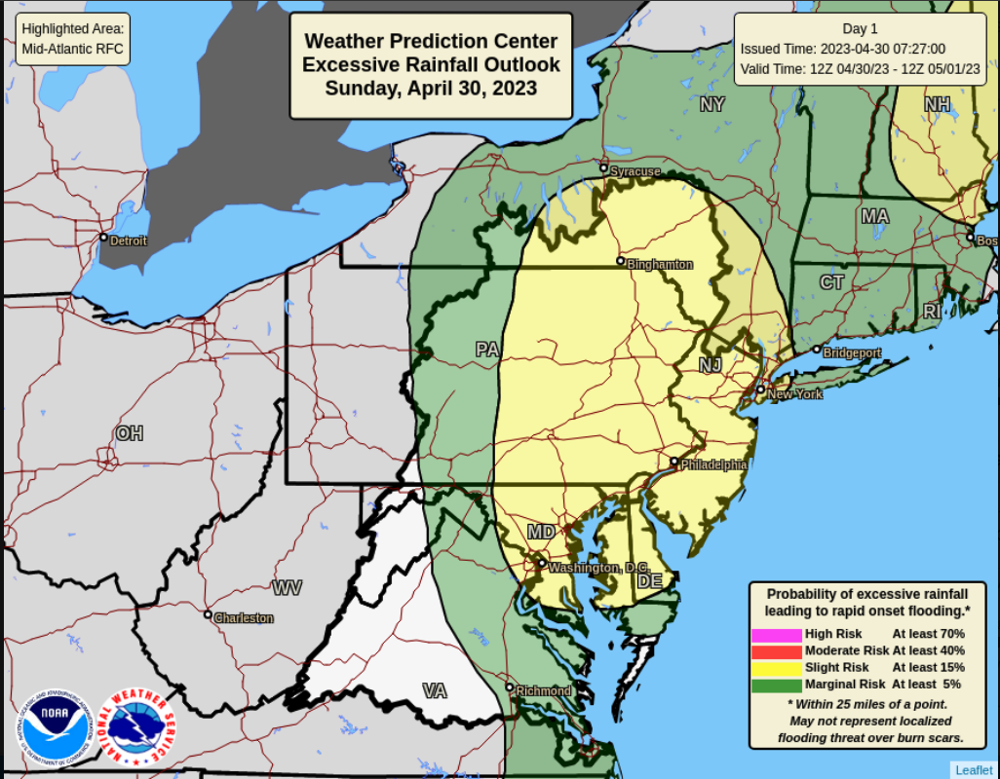 Highlighted Area:
Mid-Atlantic RFC
Weather Prediction Center
Excessive Rainfall Outlook
Sunday, April 30, 2023
Day 1
Issued Time: 2023-04-30 07:27:00
Valid Time: 12Z 04/30/23 - 12Z 05/01/23
NY
NH
Syracuse
MA
Detroit
Bos
Binghamton
CT
RI
PA
NJ
Bridgeport
New York
OH
Philadelphia
MD
Washington, D.C.
DE
WV
Charleston
VA
Richmond
Probability of excessive rainfall
leading to rapid onset flooding.*
High Risk At least 70%
Moderate Risk At least 40%
Slight Risk At least 15%
Marginal Risk At least 5%
* Within 25 miles of a point.
May not represent localized
flooding threat over burn scars.
NOAA
NATIONAL WEATHER SERVICE
Leaflet